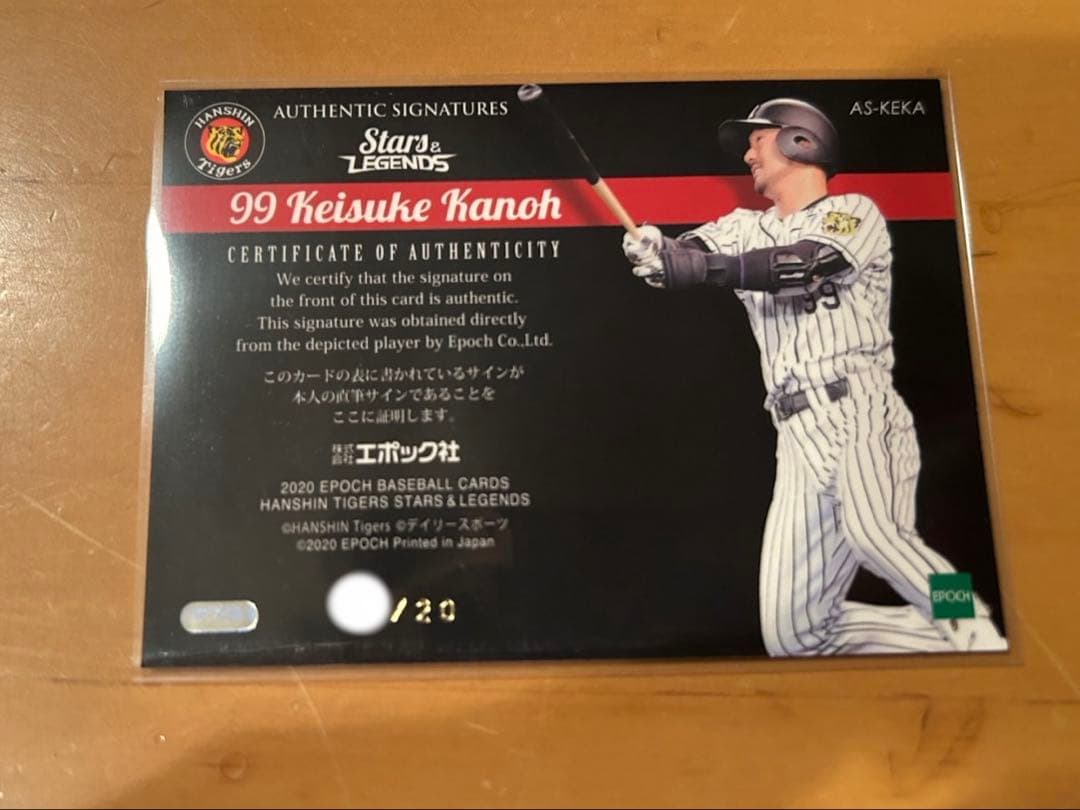 HANSHIN Tigers
AUTHENTIC SIGNATURES
AS-KEKA
Stars &
LEGENDS
99 Keisuke Kanoh
CERTIFICATE OF AUTHENTICITY
We certify that the signature on
the front of this card is authentic.
This signature was obtained directly
from the depicted player by Epoch Co.,Ltd.
このカードの表に書かれているサインが
本人の直筆サインであることを
ここに証明します。
株式会社エポック社
2020 EPOCH BASEBALL CARDS
HANSHIN TIGERS STARS & LEGENDS
©HANSHIN Tigers ©デイリースポーツ
©2020 EPOCH Printed in Japan
/20
99
EPOCH